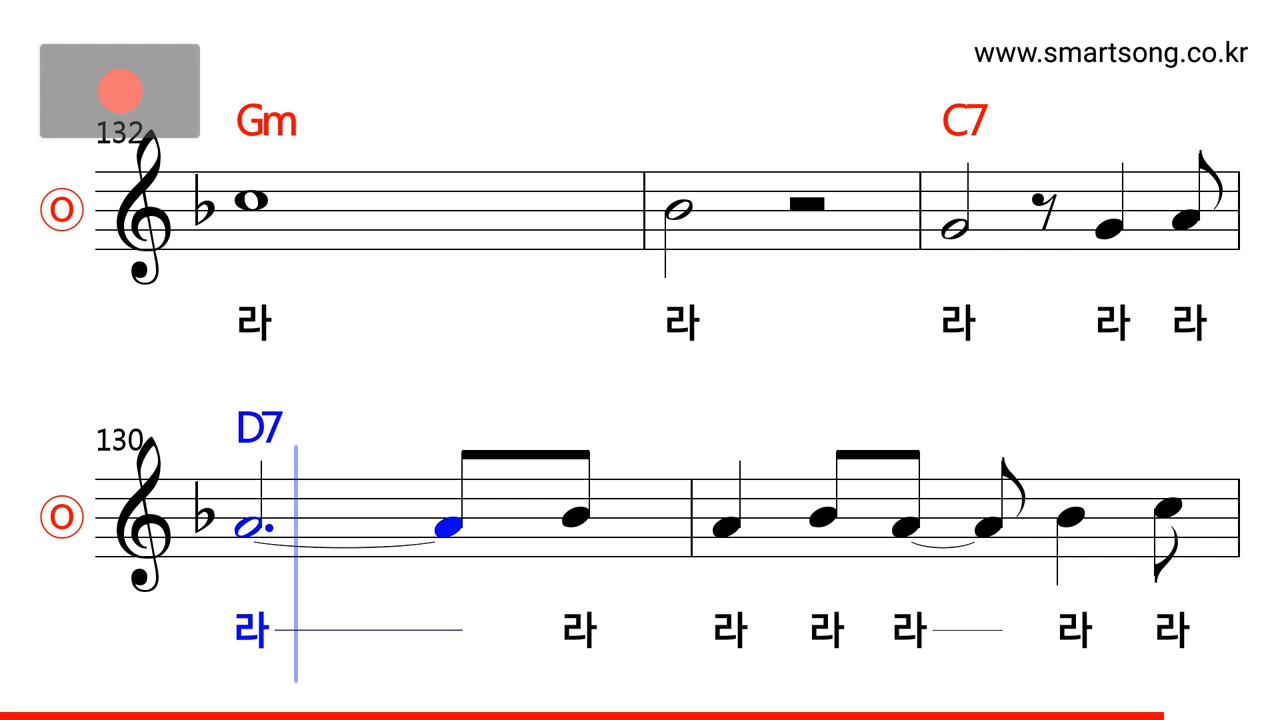 www.smartsong.co.kr
132 Gm C7
O
라 라 라 라 라
130 D7
O
라 라 라 라 라 라 라